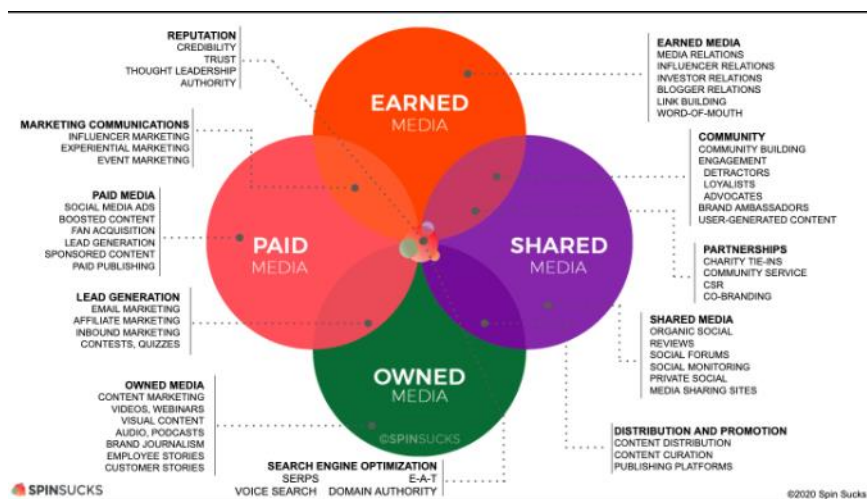 REPUTATION
CREDIBILITY
TRUST
THOUGHT LEADERSHIP
AUTHORITY
MARKETING COMMUNICATIONS
INFLUENCER MARKETING
EXPERIENTIAL MARKETING
EVENT MARKETING
PAID MEDIA
SOCIAL MEDIA ADS
BOOSTED CONTENT
FAN ACQUISITION
LEAD GENERATION
SPONSORED CONTENT
PAID PUBLISHING
LEAD GENERATION
EMAIL MARKETING
AFFILIATE MARKETING
INBOUND MARKETING
CONTESTS, QUIZZES
OWNED MEDIA
CONTENT MARKETING
VIDEOS, WEBINARS
VISUAL CONTENT
AUDIO, PODCASTS
BRAND JOURNALISM
EMPLOYEE STORIES
CUSTOMER STORIES
EARNED
MEDIA
PAID
MEDIA
SHARED
MEDIA
OWNED
MEDIA
©SPINSUCKS
SEARCH ENGINE OPTIMIZATION
SERPS E-A-T
VOICE SEARCH DOMAIN AUTHORITY
EARNED MEDIA
MEDIA RELATIONS
INFLUENCER RELATIONS
INVESTOR RELATIONS
BLOGGER RELATIONS
LINK BUILDING
WORD-OF-MOUTH
COMMUNITY
COMMUNITY BUILDING
ENGAGEMENT
DETRACTORS
LOYALISTS
ADVOCATES
BRAND AMBASSADORS
USER-GENERATED CONTENT
PARTNERSHIPS
CHARITY TIE-INS
COMMUNITY SERVICE
CSR
CO-BRANDING
SHARED MEDIA
ORGANIC SOCIAL
REVIEWS
SOCIAL FORUMS
SOCIAL MONITORING
PRIVATE SOCIAL
MEDIA SHARING SITES
DISTRIBUTION AND PROMOTION
CONTENT DISTRIBUTION
CONTENT CURATION
PUBLISHING PLATFORMS
SPINSUCKS
©2020 Spin Sucks